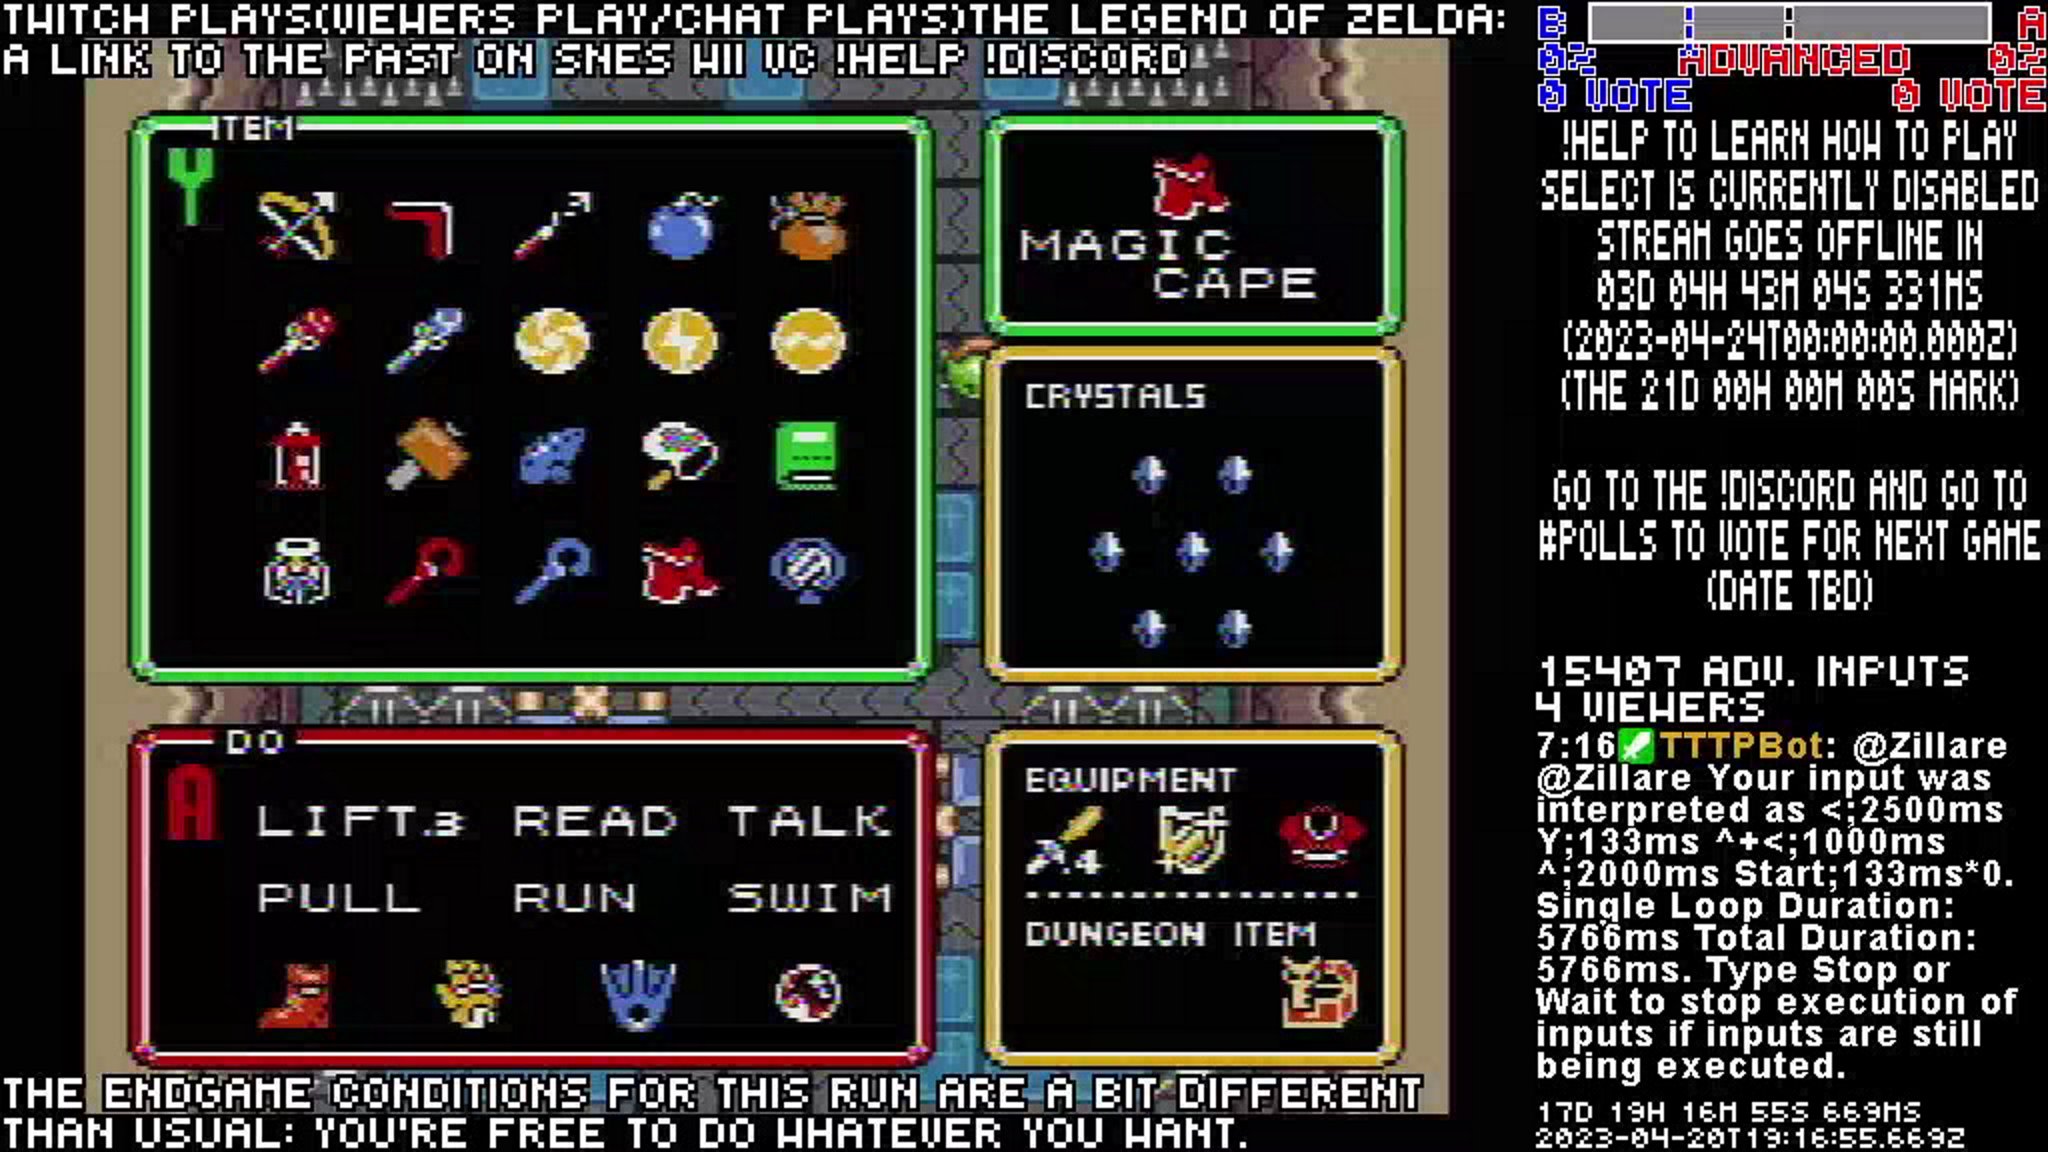 TWITCH PLAYS(VIEWERS PLAY/CHAT PLAYS)THE LEGEND OF ZELDA:
A LINK TO THE PAST ON SNES WII VC !HELP !DISCORD
ITEM
Y
MAGIC
CAPE
CRYSTALS
DO
A
LIFT.3 READ TALK
PULL RUN SWIM
EQUIPMENT
.4
DUNGEON ITEM
THE ENDGAME CONDITIONS FOR THIS RUN ARE A BIT DIFFERENT
THAN USUAL: YOU'RE FREE TO DO WHATEVER YOU WANT.
B A
0% ADVANCED 0%
0 VOTE 0 VOTE
!HELP TO LEARN HOW TO PLAY
SELECT IS CURRENTLY DISABLED
STREAM GOES OFFLINE IN
03D 04H 43M 04S 331MS
(2023-04-24T00:00:00.000Z)
(THE 21D 00H 00M 00S MARK)
GO TO THE !DISCORD AND GO TO
#POLLS TO VOTE FOR NEXT GAME
(DATE TBD)
15407 ADV. INPUTS
4 VIEWERS
7:16 TTTPBot: @Zillare
@Zillare Your input was
interpreted as <;2500ms
Y;133ms ^+<;1000ms
^;2000ms Start;133ms*0.
Single Loop Duration:
5766ms Total Duration:
5766ms. Type Stop or
Wait to stop execution of
inputs if inputs are still
being executed.
17D 19H 16M 55S 669MS
2023-04-20T19:16:55.669Z